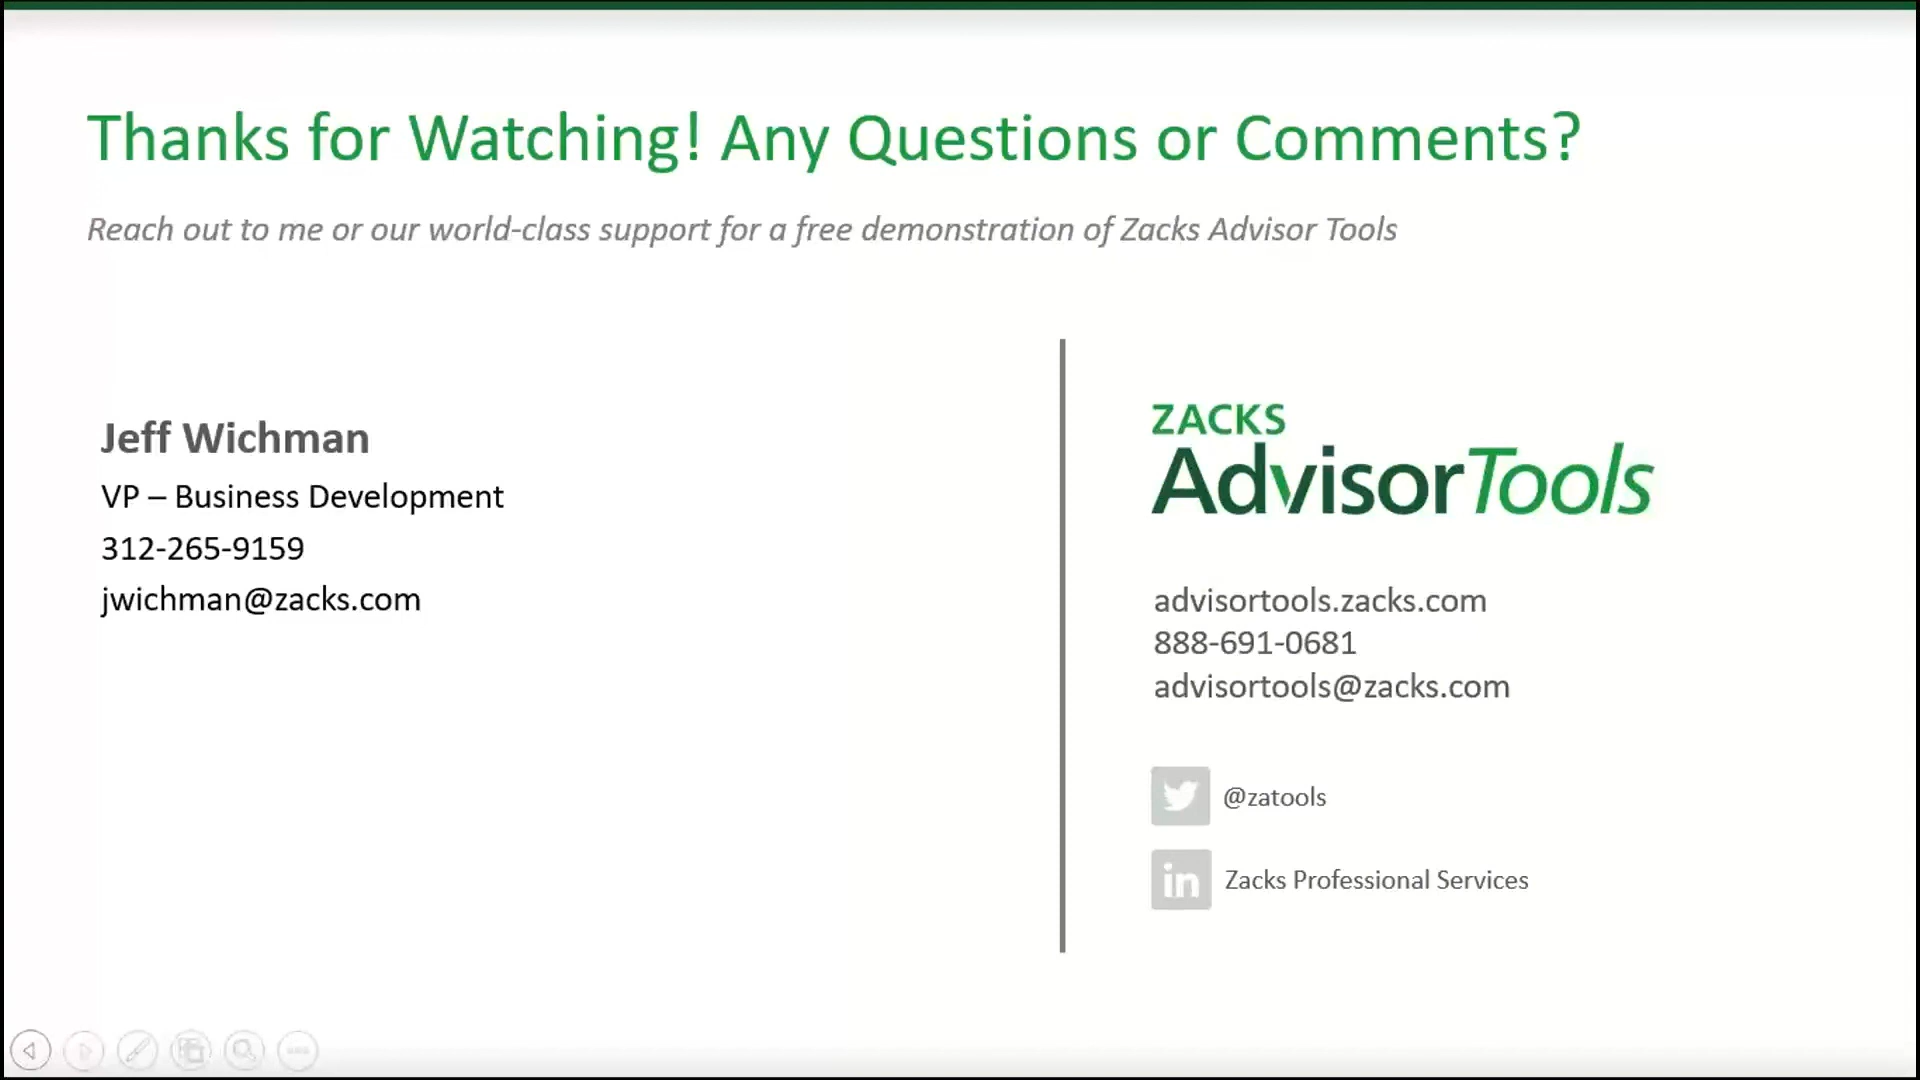 Thanks for Watching! Any Questions or Comments?
Reach out to me or our world-class support for a free demonstration of Zacks Advisor Tools
Jeff Wichman
VP – Business Development
312-265-9159
jwichman@zacks.com
ZACKS
AdvisorTools
advisortools.zacks.com
888-691-0681
advisortools@zacks.com
@zatools
in
Zacks Professional Services